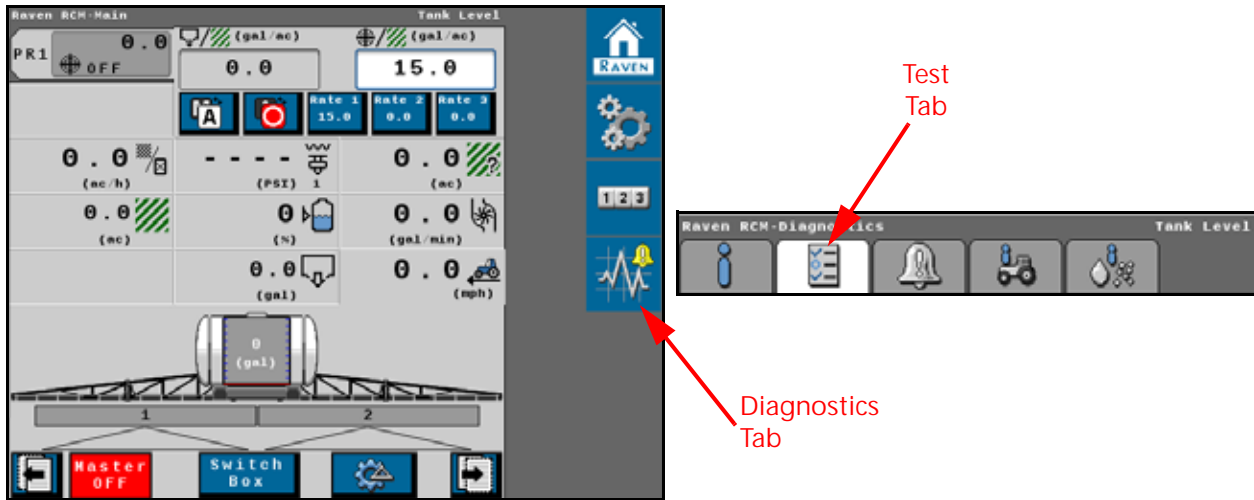 Raven RCM-Main Tank Level
PR1 0.0 OFF
(gal/ac) (gal/ac)
0.0 15.0
A Rate 1 15.0 Rate 2 0.0 Rate 3 0.0
0.0 (ac/h) ---- (PSI) 1 0.0 ? (ac)
0.0 (ac) 0 (%) 0.0 (gal/min)
0.0 (gal) 0.0 (mph)
0 (gal)
1 2
Master OFF Switch Box
RAVEN
1 2 3
Test
Tab
Raven RCM-Diagnostics Tank Level
Diagnostics
Tab